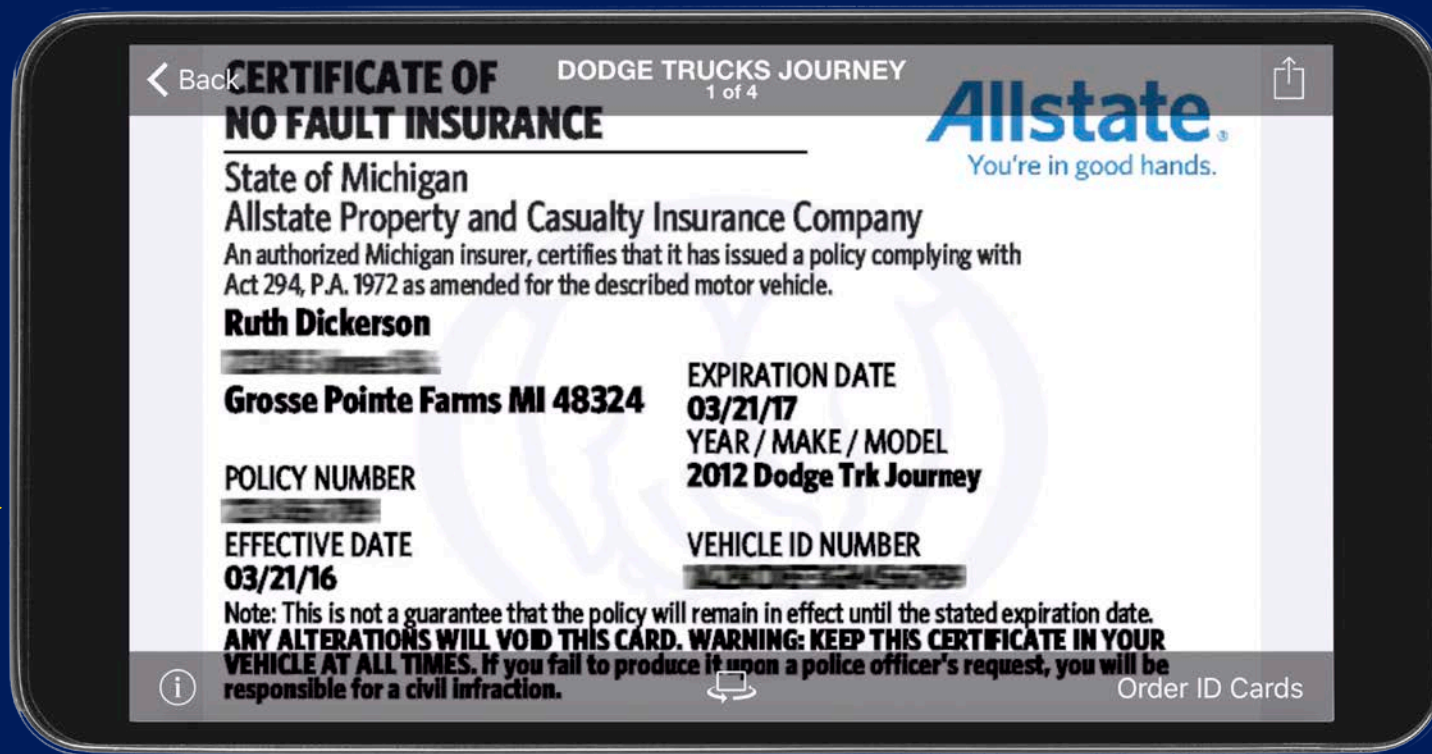 Back
DODGE TRUCKS JOURNEY
1 of 4
CERTIFICATE OF
NO FAULT INSURANCE
Allstate®
You're in good hands.
State of Michigan
Allstate Property and Casualty Insurance Company
An authorized Michigan insurer, certifies that it has issued a policy complying with
Act 294, P.A. 1972 as amended for the described motor vehicle.
Ruth Dickerson
Grosse Pointe Farms MI 48324
EXPIRATION DATE
03/21/17
YEAR / MAKE / MODEL
2012 Dodge Trk Journey
POLICY NUMBER
EFFECTIVE DATE
03/21/16
VEHICLE ID NUMBER
Note: This is not a guarantee that the policy will remain in effect until the stated expiration date.
ANY ALTERATIONS WILL VOID THIS CARD. WARNING: KEEP THIS CERTIFICATE IN YOUR
VEHICLE AT ALL TIMES. If you fail to produce it upon a police officer's request, you will be
responsible for a civil infraction.
Order ID Cards